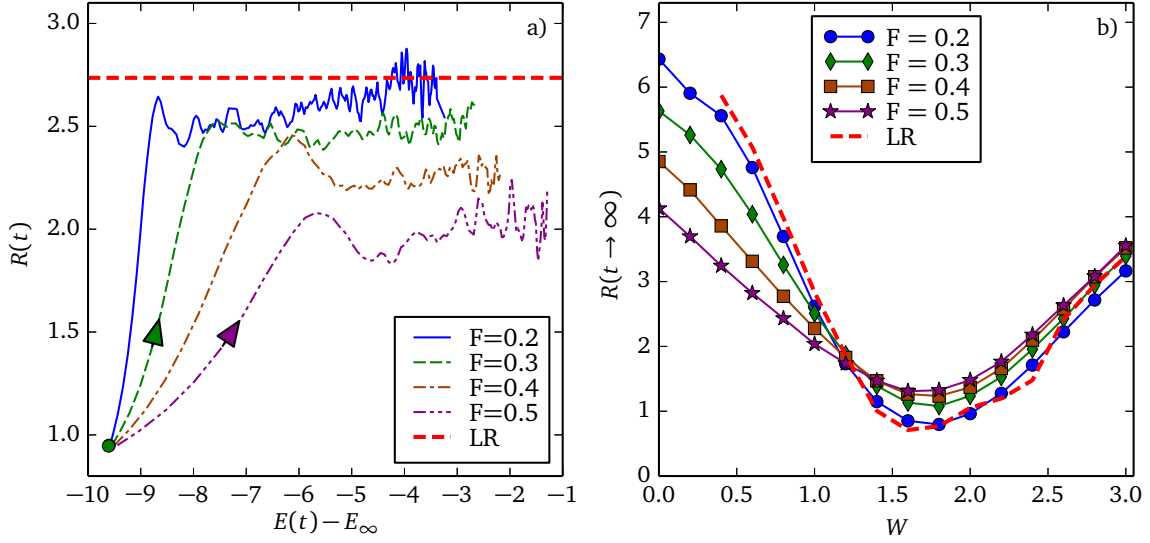 a)
3.0
2.5
2.0
1.5
1.0
R(t)
−10 −9 −8 −7 −6 −5 −4 −3 −2 −1
E(t) − E∞
F=0.2
F=0.3
F=0.4
F=0.5
LR
b)
7
6
5
4
3
2
1
0
R(t → ∞)
0.0 0.5 1.0 1.5 2.0 2.5 3.0
W
F = 0.2
F = 0.3
F = 0.4
F = 0.5
LR